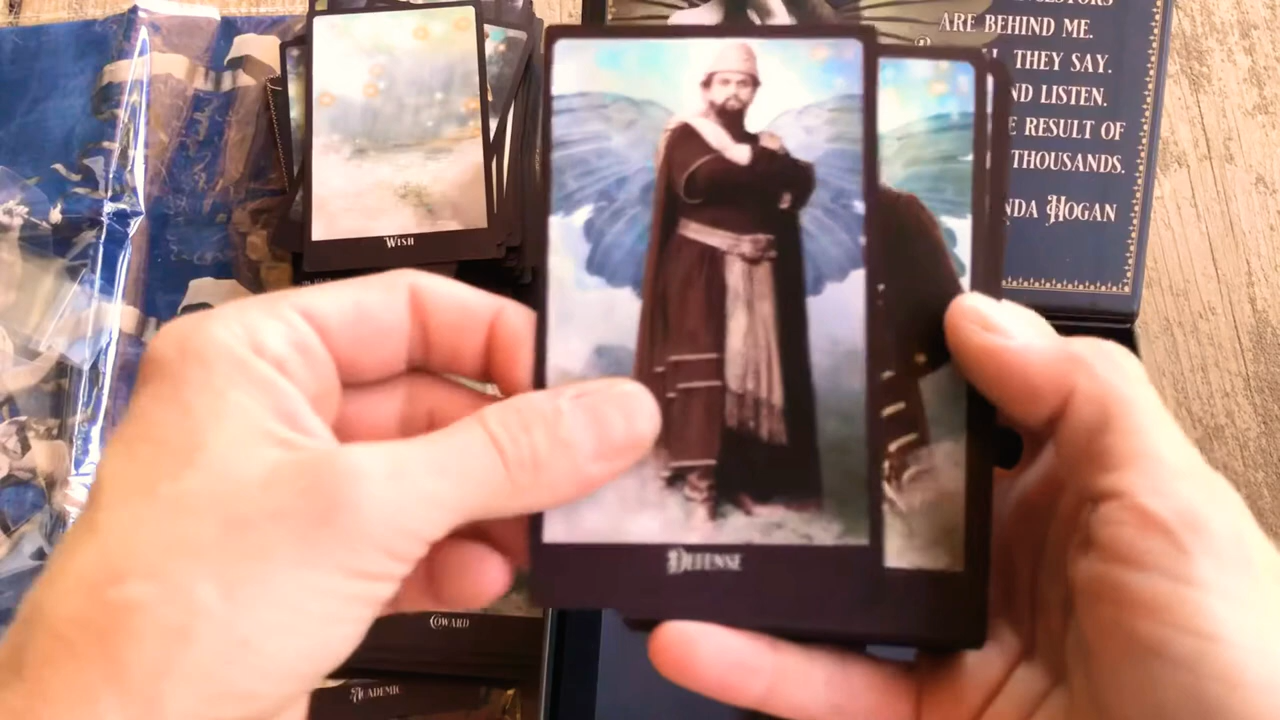 ARE BEHIND ME.
THEY SAY.
ND LISTEN.
E RESULT OF
THOUSANDS.
NDA HOGAN
WISH
DEFENSE
COWARD
ACADEMIC